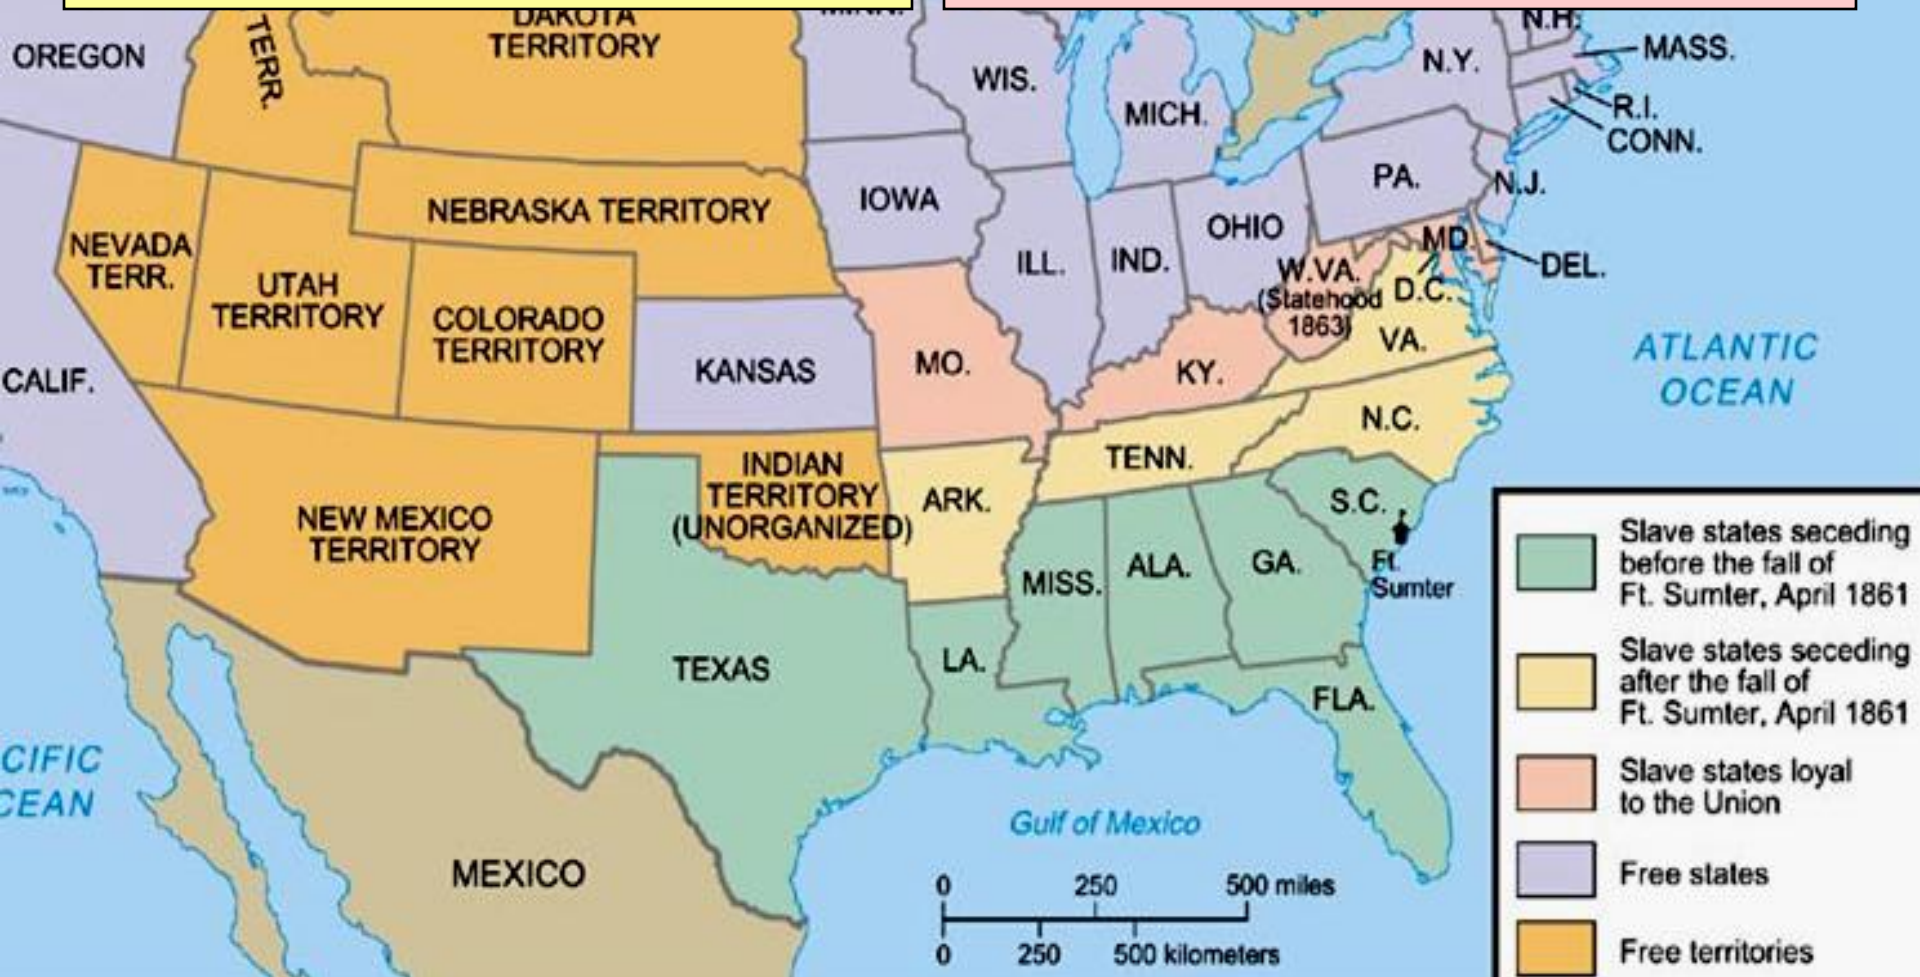 DAKOTA
TERRITORY
N.H.
OREGON
TERR.
WIS.
MICH.
N.Y.
MASS.
R.I.
CONN.
IOWA
PA.
N.J.
NEBRASKA TERRITORY
NEVADA
TERR.
UTAH
TERRITORY
COLORADO
TERRITORY
ILL.
IND.
OHIO
MD.
DEL.
W.VA.
(Statehood
1863)
D.C.
VA.
CALIF.
KANSAS
MO.
KY.
ATLANTIC
OCEAN
N.C.
TENN.
INDIAN
TERRITORY
(UNORGANIZED)
ARK.
NEW MEXICO
TERRITORY
S.C.
Ft.
Sumter
MISS.
ALA.
GA.
TEXAS
LA.
FLA.
CIFIC
CEAN
MEXICO
Gulf of Mexico
0 250 500 miles
0 250 500 kilometers
Slave states seceding
before the fall of
Ft. Sumter, April 1861
Slave states seceding
after the fall of
Ft. Sumter, April 1861
Slave states loyal
to the Union
Free states
Free territories